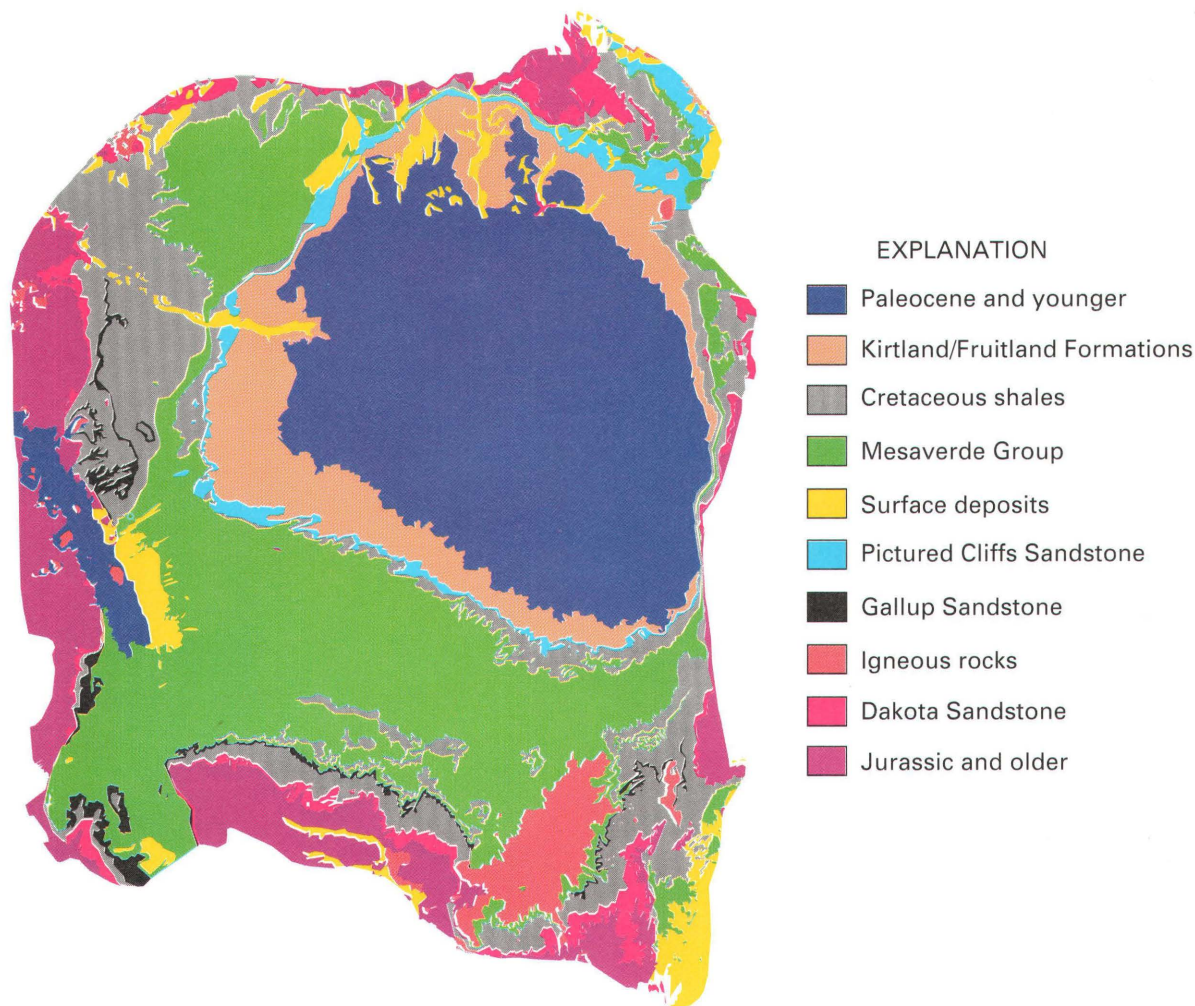 EXPLANATION
Paleocene and younger
Kirtland/Fruitland Formations
Cretaceous shales
Mesaverde Group
Surface deposits
Pictured Cliffs Sandstone
Gallup Sandstone
Igneous rocks
Dakota Sandstone
Jurassic and older